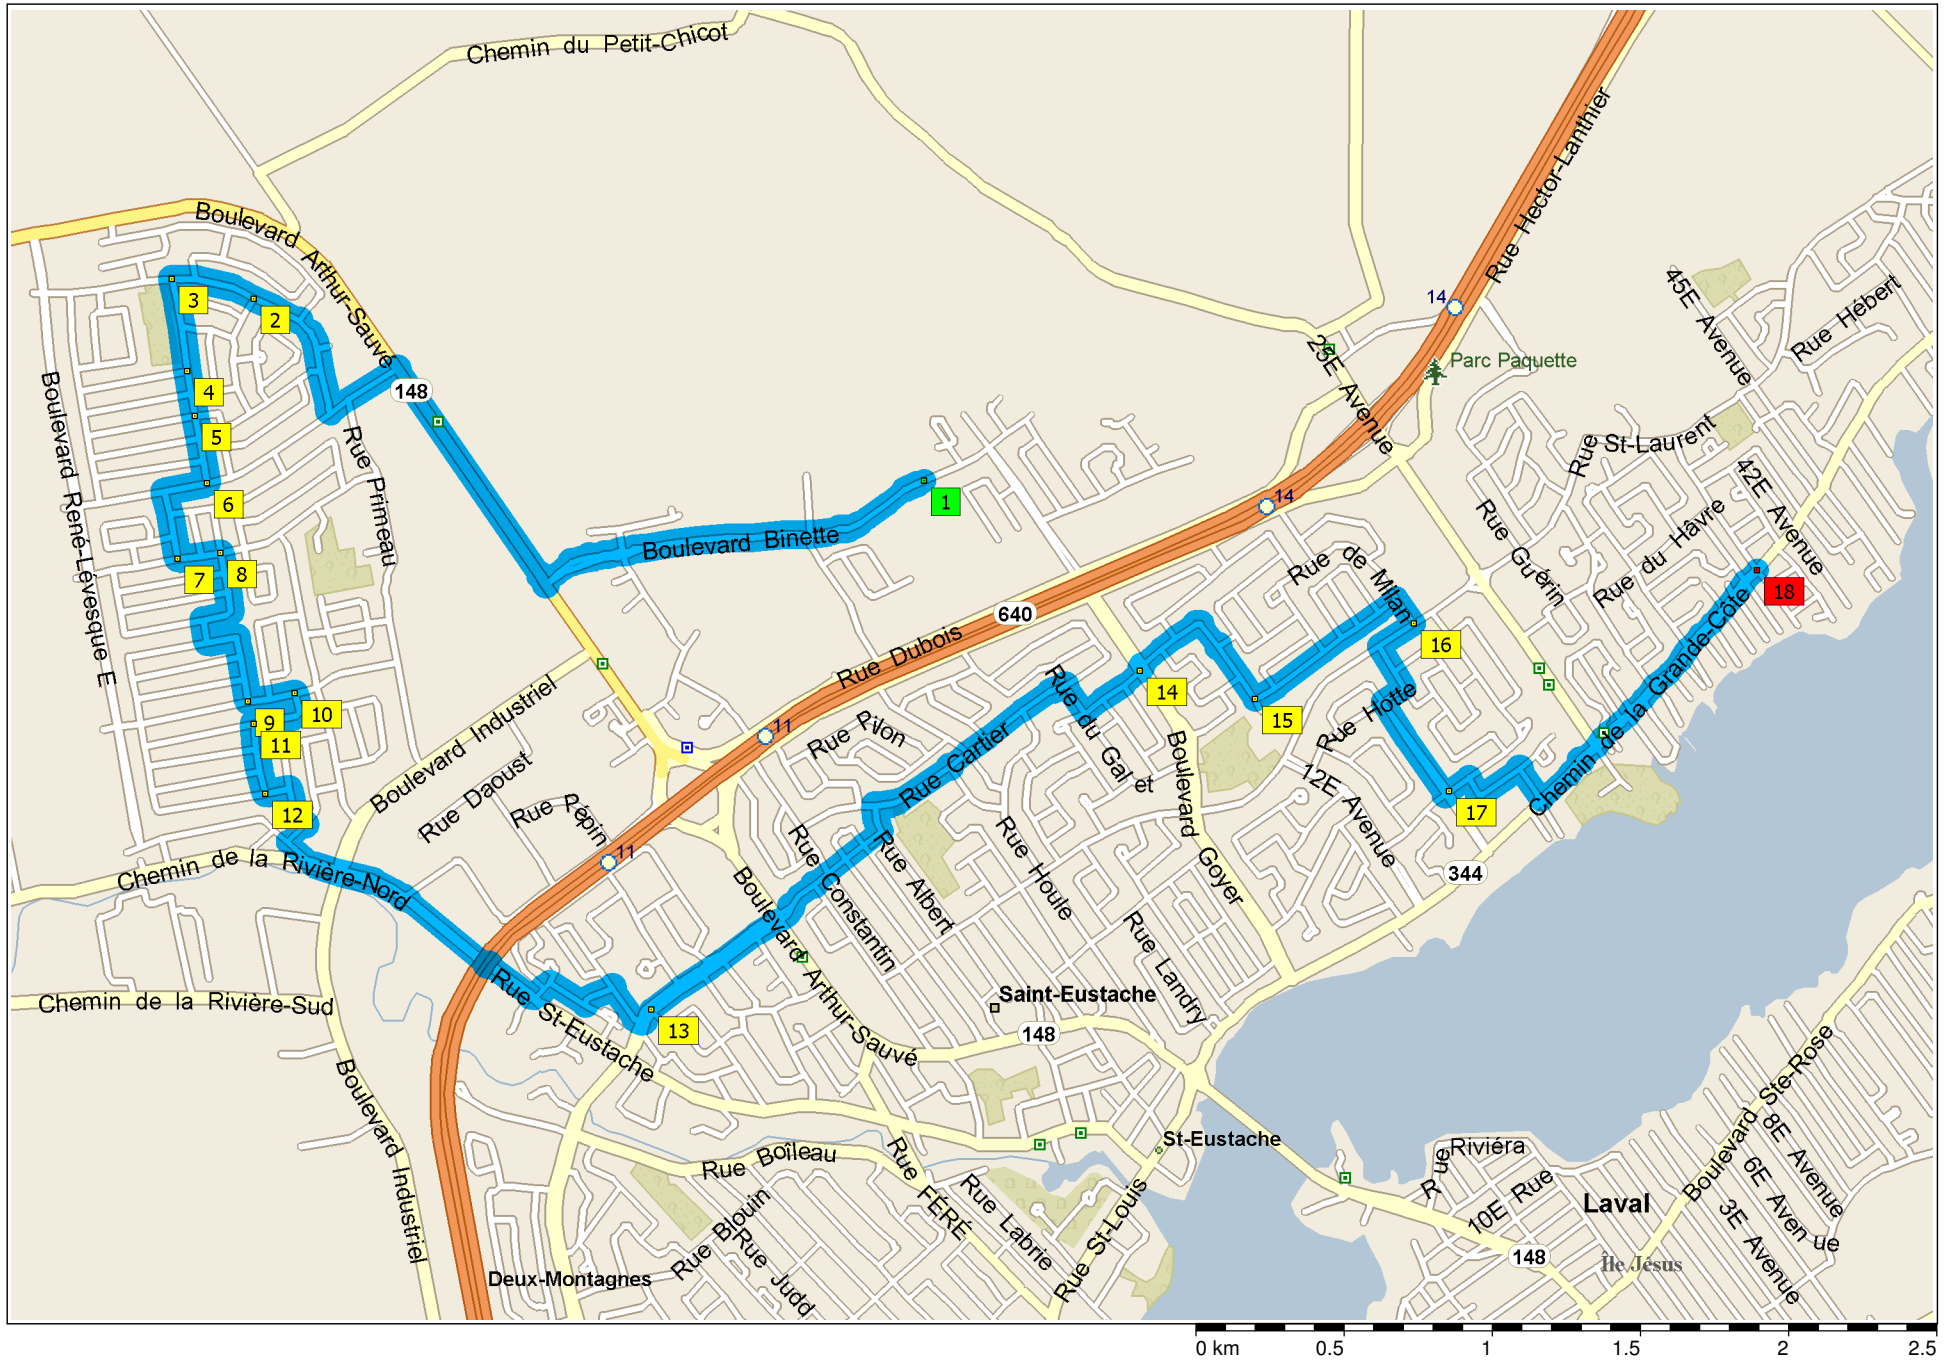 Chemin du Petit-Chicot
Boulevard Arthur-Sauvé
Rue Hector-Lanthier
14
3
2
45E Avenue
Rue Hébert
25E Avenue
Parc Paquette
148
4
5
Boulevard René-Lévesque E
Rue Primeau
Rue St-Laurent
42E Avenue
6
1
14
Boulevard Binette
Rue Guérin
Rue du Hâvre
7
8
Rue de Milan
18
640
Rue Dubois
16
9
10
11
12
Boulevard Industriel
11
Rue Pilon
Rue Cartier
Rue du Galet
14
15
Rue Hotte
Chemin de la Grande-Côte
Rue Daoust
Rue Pépin
11
Boulevard Goyer
12E Avenue
17
344
Chemin de la Rivière-Nord
Rue Constantin
Rue Albert
Rue Houle
Rue Landry
Boulevard Arthur-Sauvé
Chemin de la Rivière-Sud
Rue St-Eustache
13
Saint-Eustache
148
Boulevard Industriel
Rue Boîleau
Rue FÉRÉ
St-Eustache
Rue Labrie
Rue St-Louis
Rue Blouin
Rue Judd
Deux-Montagnes
Rue Riviéra
10E Rue
Laval
Boulevard Ste-Rose
8E Avenue
6E Avenue
3E Avenue
148
Île Jésus
0 km 0.5 1 1.5 2 2.5